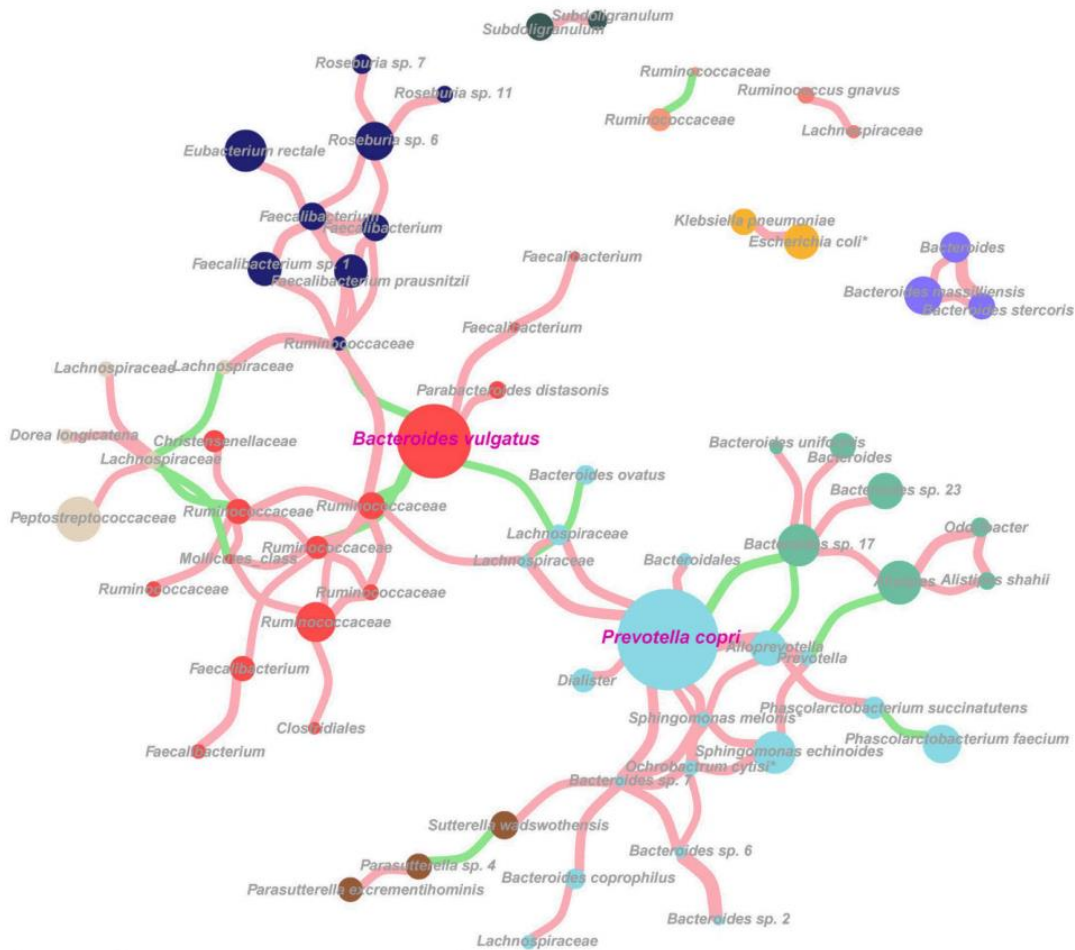 Subdoligranulum
Subdoligranulum
Roseburia sp. 7
Ruminococcaceae
Ruminococcus gnavus
Roseburia sp. 11
Ruminococcaceae
Lachnospiraceae
Roseburia sp. 6
Eubacterium rectale
Faecalibacterium
Faecalibacterium
Klebsiella pneumoniae
Escherichia coli*
Bacteroides
Faecalibacterium sp. 1
Faecalibacterium prausnitzii
Faecalibacterium
Bacteroides massiliensis
Bacteroides stercoris
Faecalibacterium
Ruminococcaceae
Lachnospiraceae
Lachnospiraceae
Parabacteroides distasonis
Dorea longicatena
Christensenellaceae
Bacteroides vulgatus
Bacteroides uniformis
Lachnospiraceae
Bacteroides
Bacteroides ovatus
Bacteroides sp. 23
Peptostreptococcaceae
Ruminococcaceae
Ruminococcaceae
Odoribacter
Lachnospiraceae
Bacteroides sp. 17
Ruminococcaceae
Mollicutes_class
Lachnospiraceae
Bacteroidales
Ruminococcaceae
Ruminococcaceae
Alistipes
Alistipes shahii
Ruminococcaceae
Prevotella copri
Alloprevotella
Prevotella
Faecalibacterium
Dialister
Phascolarctobacterium succinatutens
Clostridiales
Sphingomonas melonis*
Phascolarctobacterium faecium
Faecalibacterium
Sphingomonas echinoides
Ochrobactrum cytisi*
Bacteroides sp. 7
Sutterella wadswothensis
Bacteroides sp. 6
Parasutterella sp. 4
Bacteroides coprophilus
Parasutterella excrementihominis
Bacteroides sp. 2
Lachnospiraceae